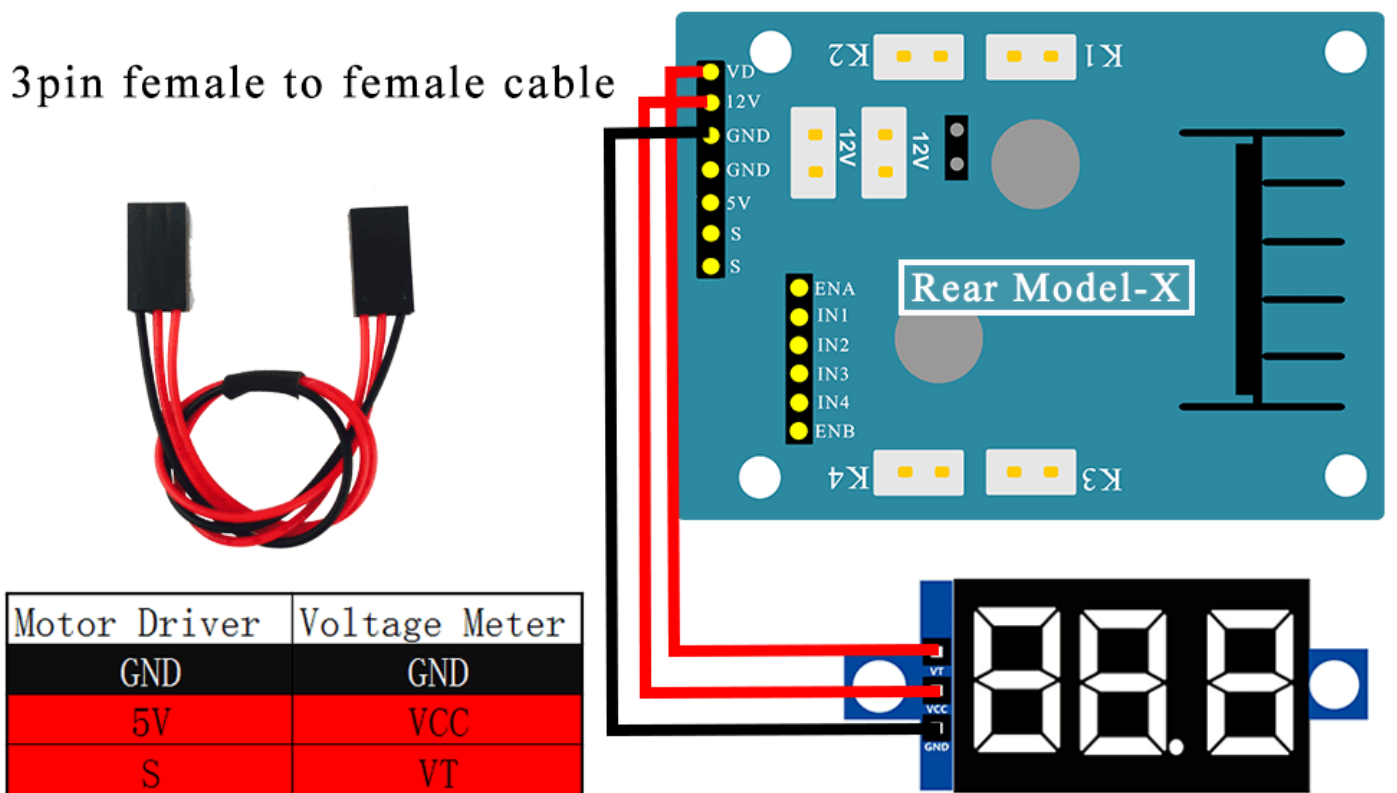 3pin female to female cable
K2
K1
VD
12V
GND
GND
5V
S
S
12V
12V
ENA
IN1
IN2
IN3
IN4
ENB
Rear Model-X
K4
K3
Motor Driver Voltage Meter
GND GND
5V VCC
S VT
VT
VCC
GND